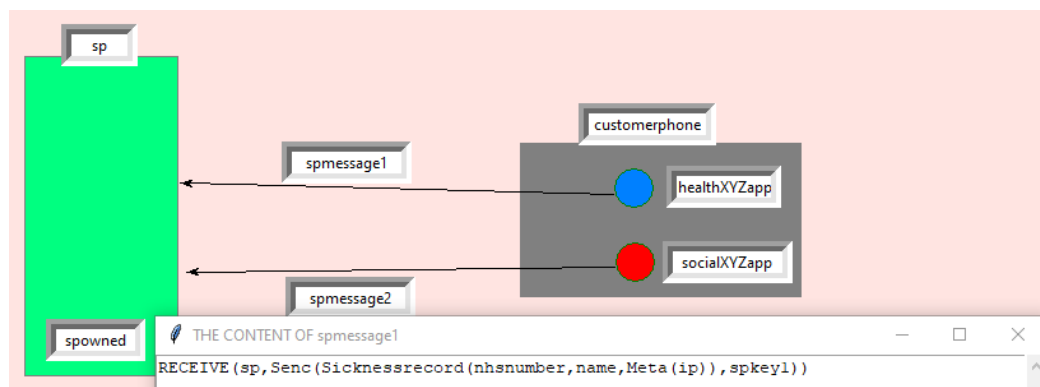 sp
customerphone
spmessage1
healthXYZapp
socialXYZapp
spmessage2
spowned
THE CONTENT OF spmessage1
RECEIVE(sp,Senc(Sicknessrecord(nhsnumber,name,Meta(ip)),spkey1))